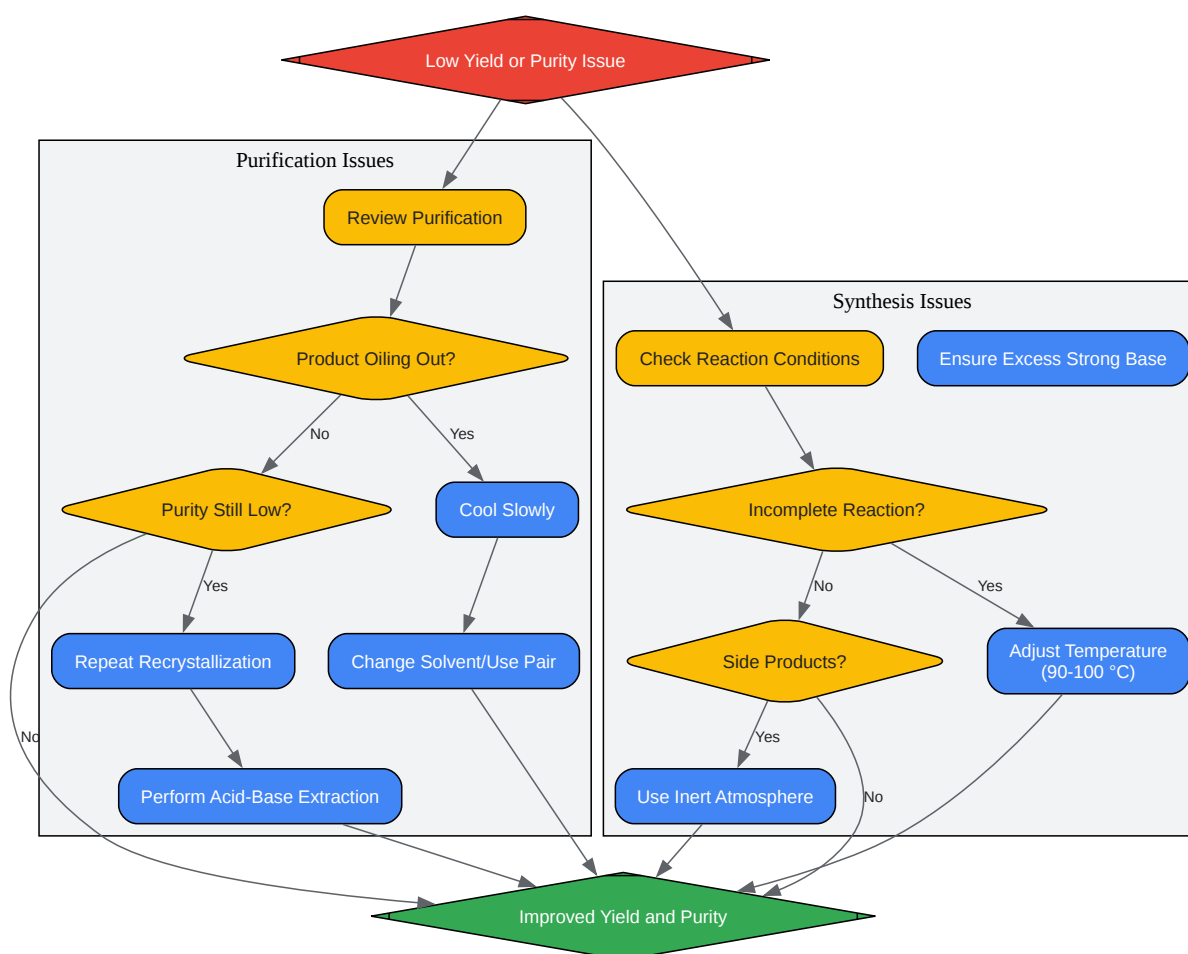 Low Yield or Purity Issue
Purification Issues
Review Purification
Synthesis Issues
Product Oiling Out?
Check Reaction Conditions
Ensure Excess Strong Base
No
Yes
Purity Still Low?
Cool Slowly
Incomplete Reaction?
Yes
No
Yes
Repeat Recrystallization
Change Solvent/Use Pair
Side Products?
Adjust Temperature
(90-100 °C)
No
Yes
Perform Acid-Base Extraction
Use Inert Atmosphere
No
Improved Yield and Purity